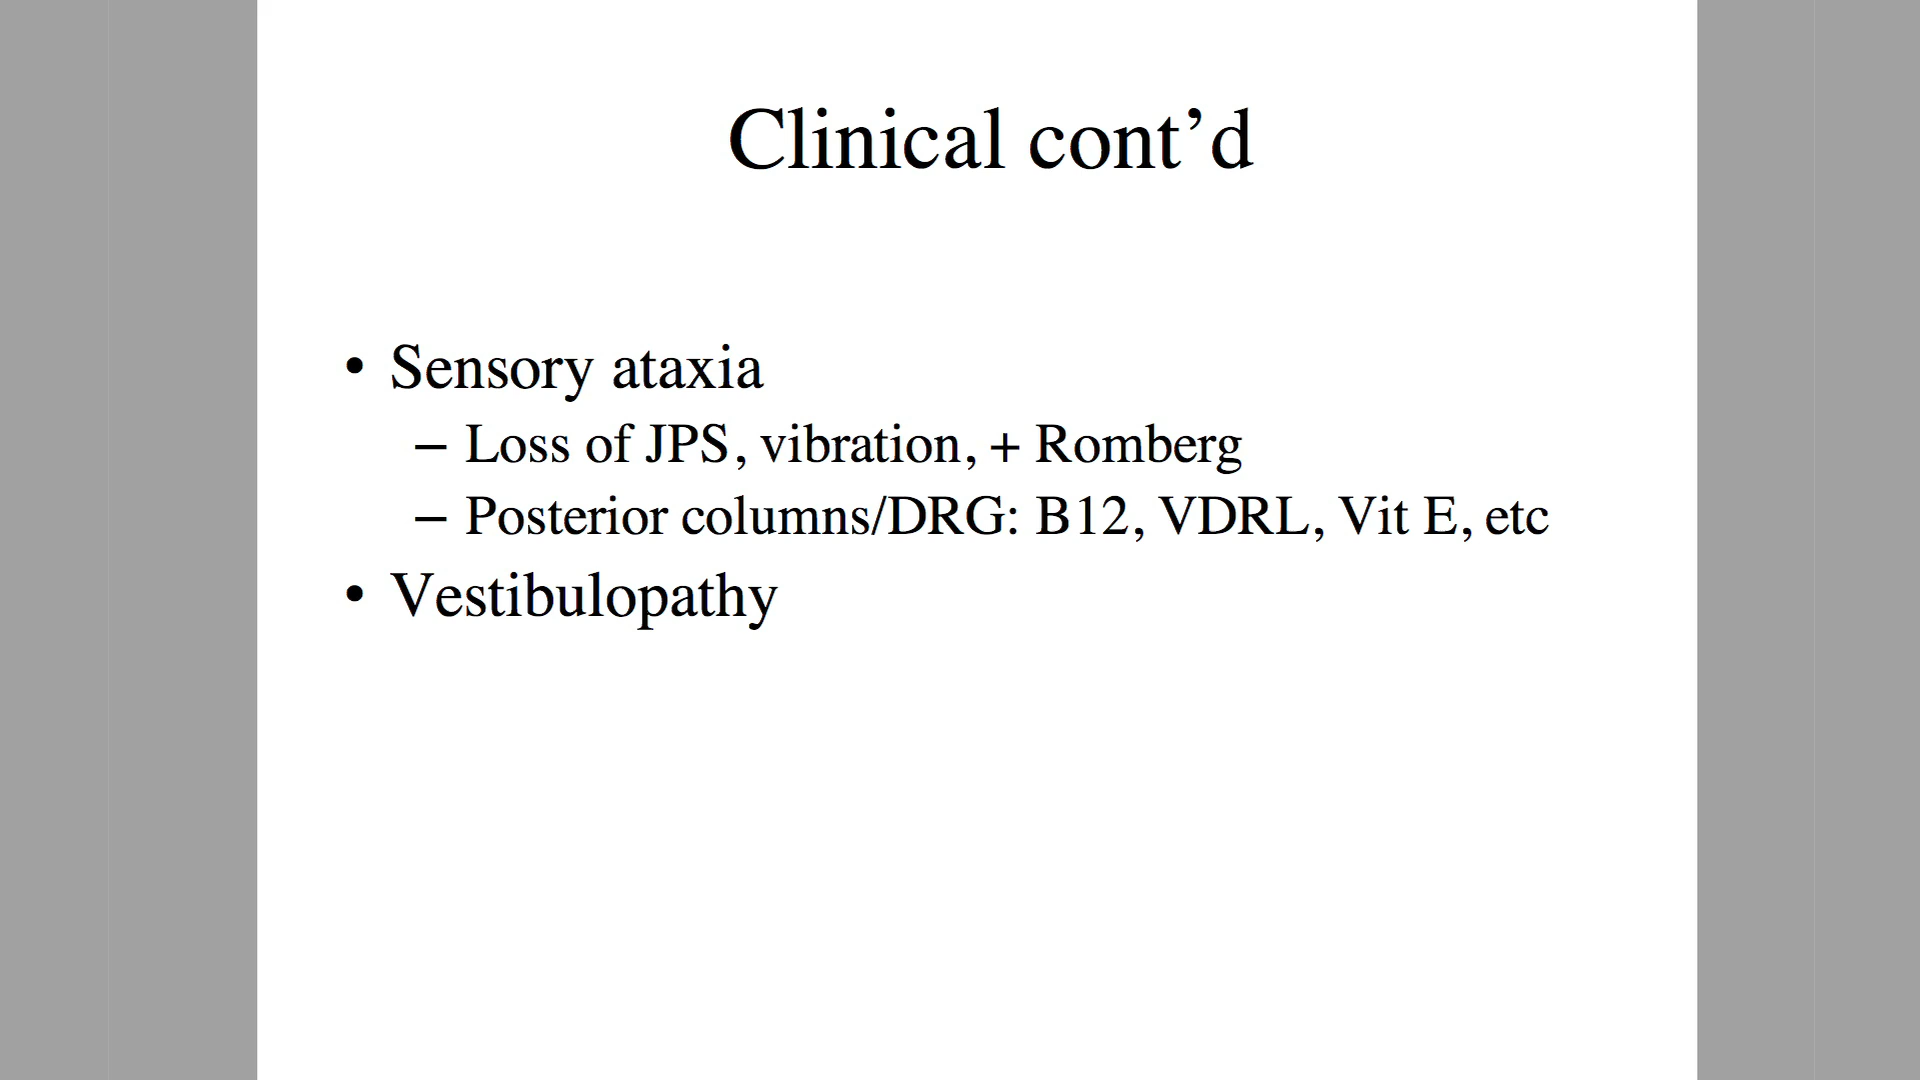 Clinical cont’d
• Sensory ataxia
– Loss of JPS, vibration, + Romberg
– Posterior columns/DRG: B12, VDRL, Vit E, etc
• Vestibulopathy